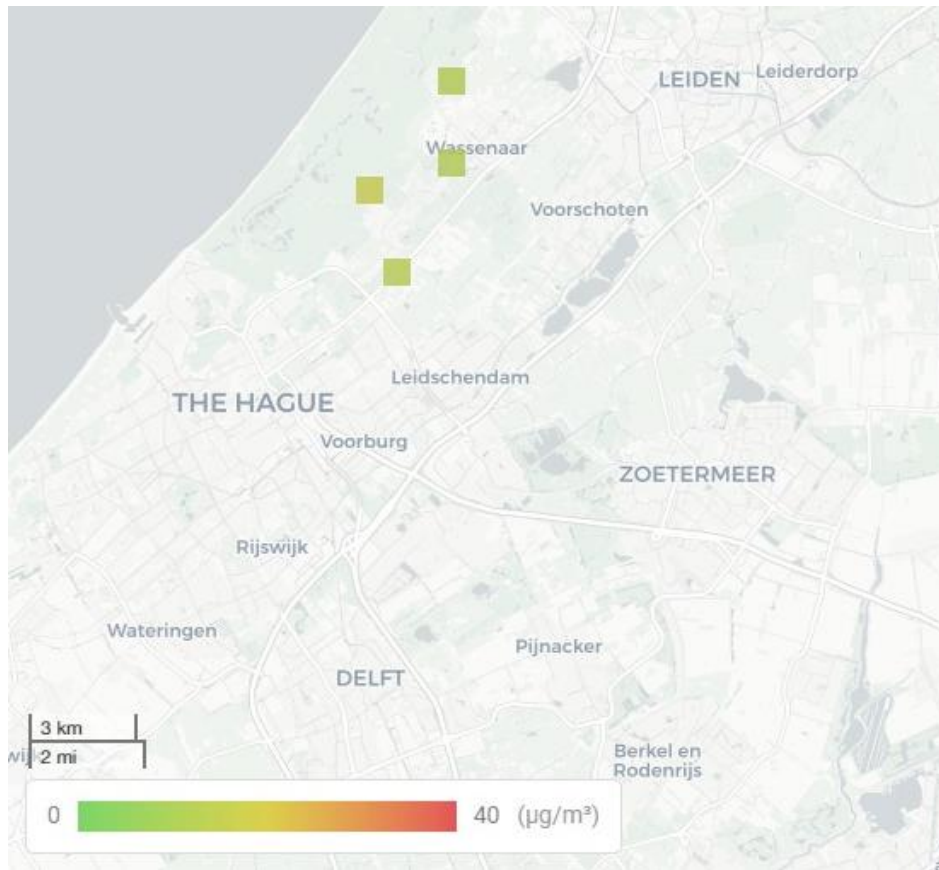 LEIDEN
Leiderdorp
Wassenaar
Voorschoten
Leidschendam
THE HAGUE
Voorburg
ZOETERMEER
Rijswijk
Wateringen
Pijnacker
DELFT
3 km
2 mi
Berkel en
Rodenrijs
0
40 (μg/m³)